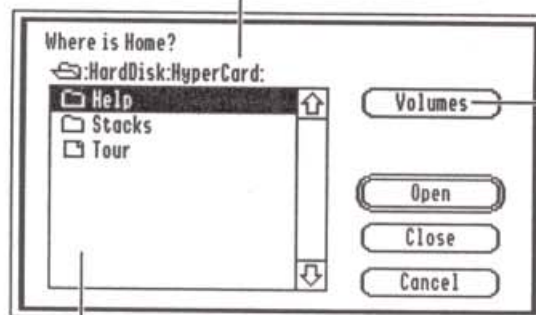 Where is Home?
:HardDisk:HyperCard:
Help
Stacks
Tour
Volumes
Open
Close
Cancel